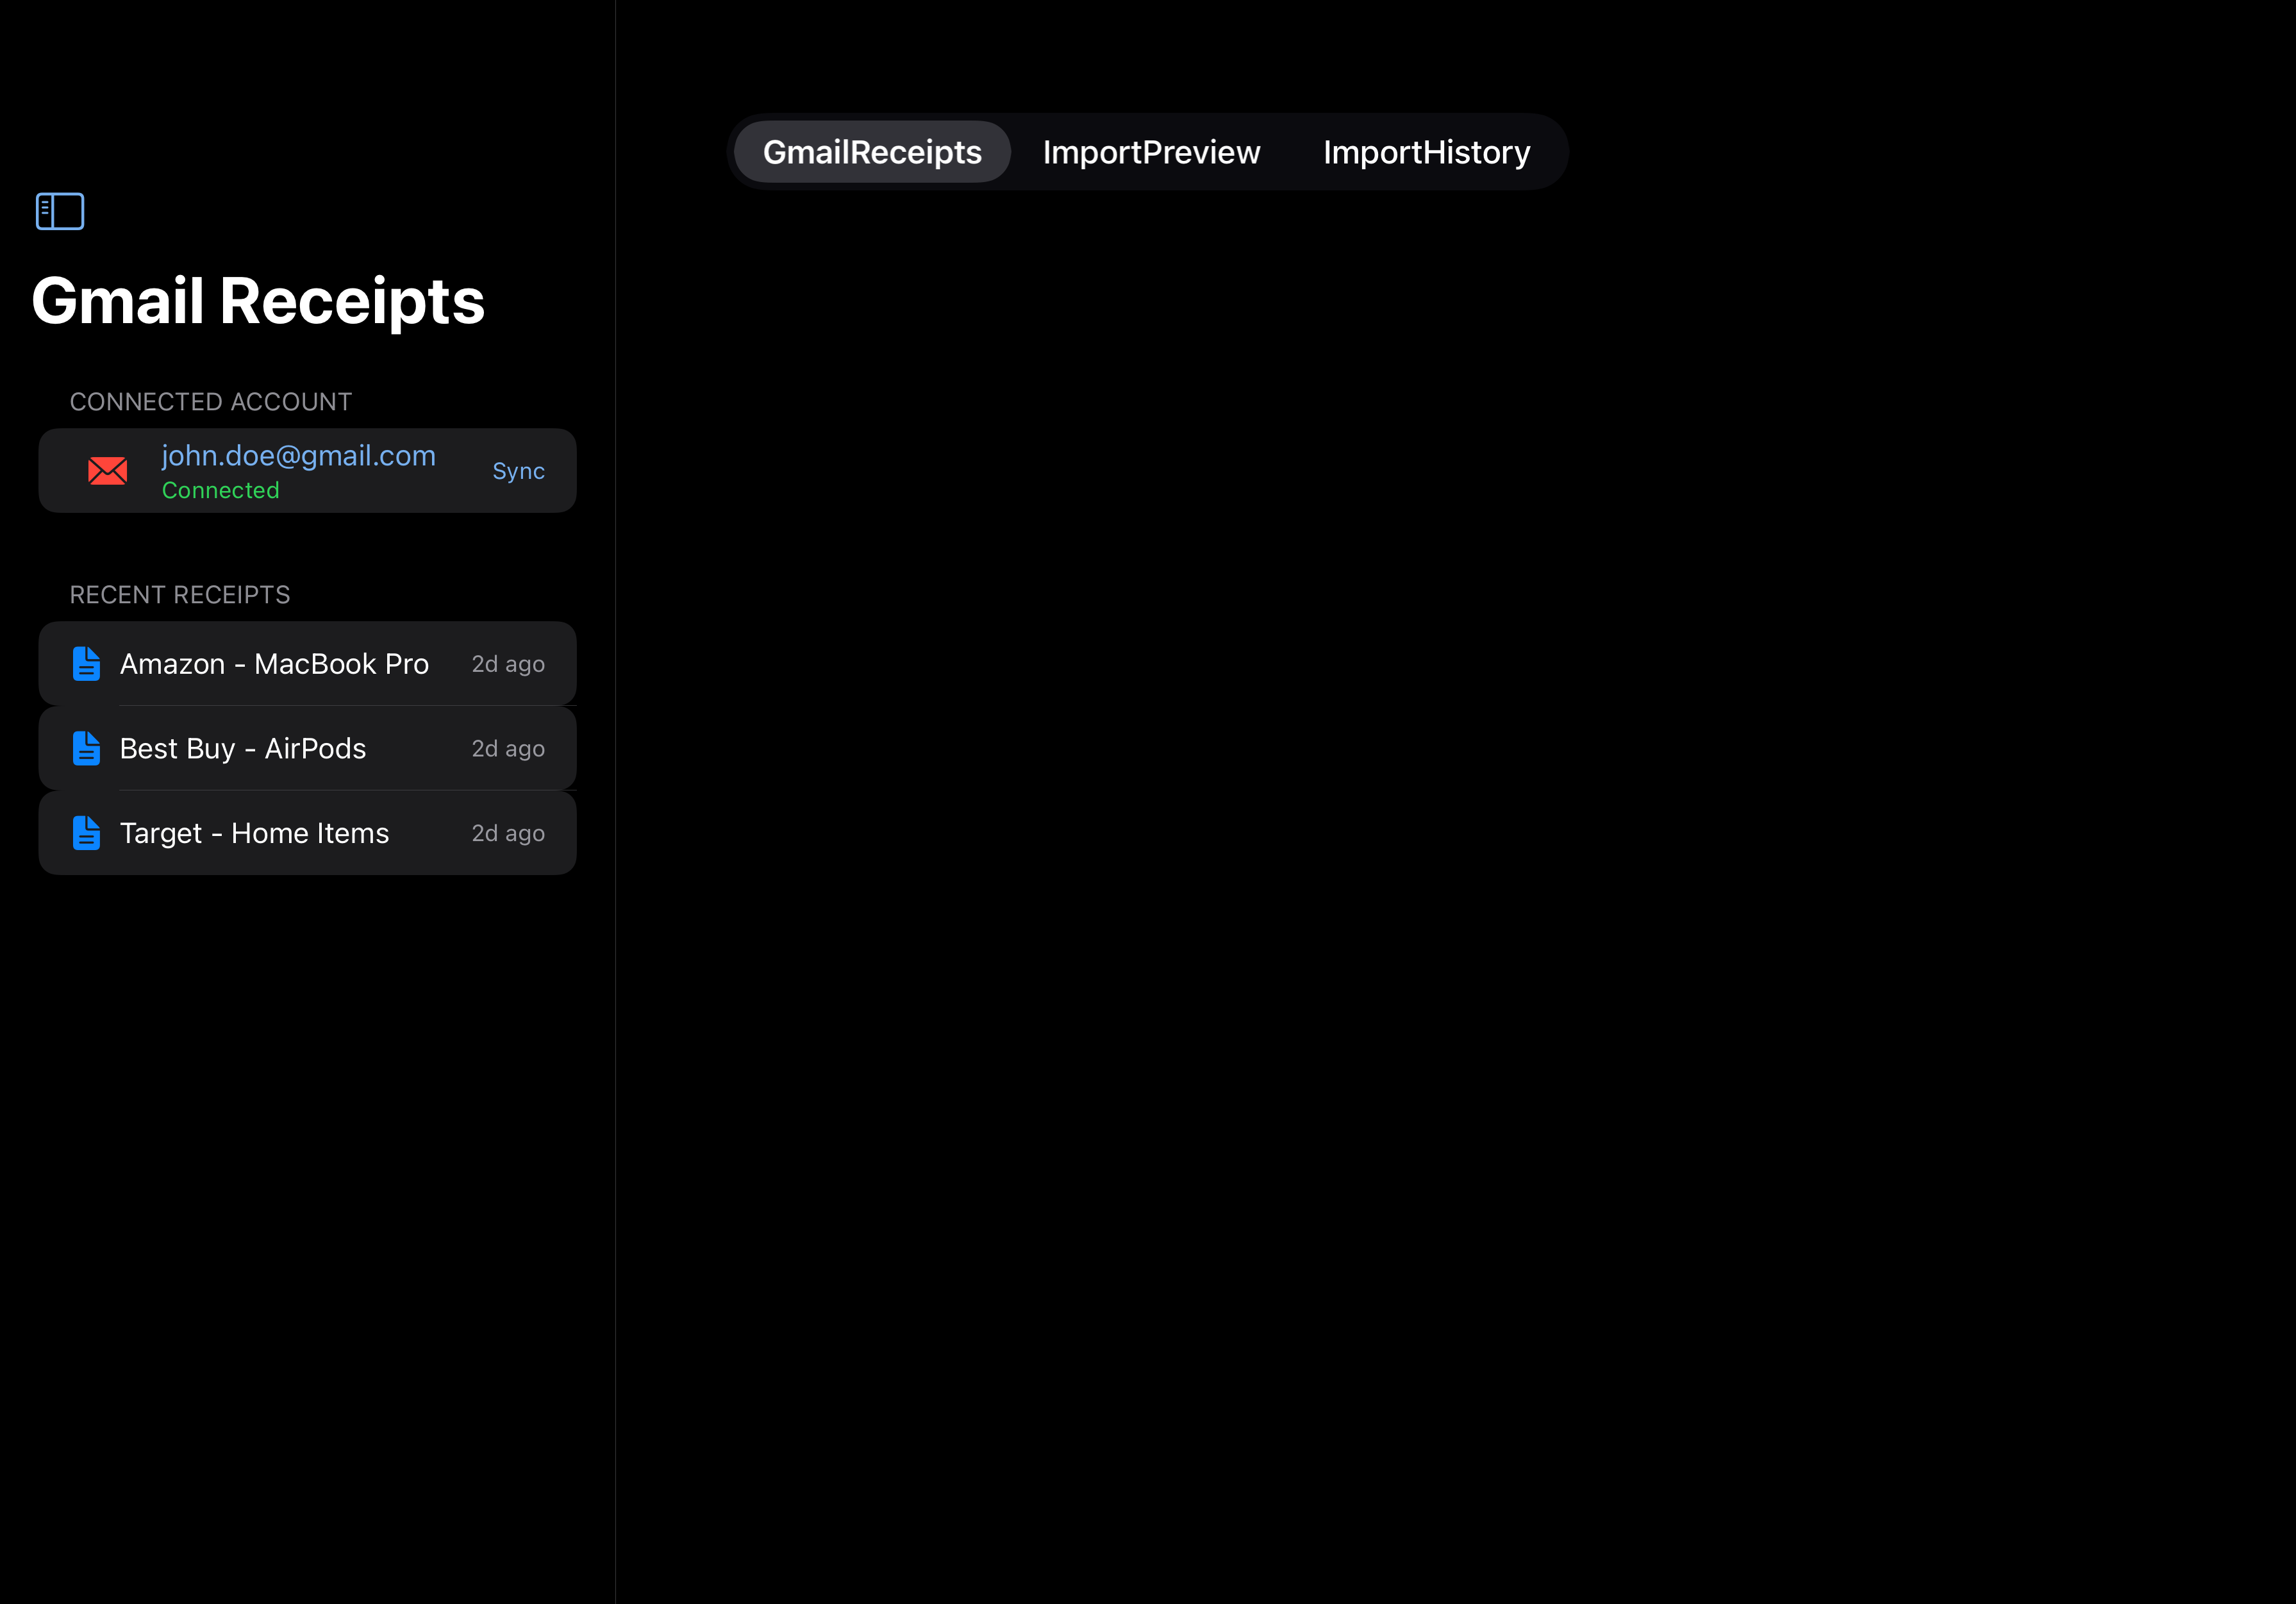 GmailReceipts ImportPreview ImportHistory
Gmail Receipts
CONNECTED ACCOUNT
john.doe@gmail.com
Connected
Sync
RECENT RECEIPTS
Amazon - MacBook Pro 2d ago
Best Buy - AirPods 2d ago
Target - Home Items 2d ago